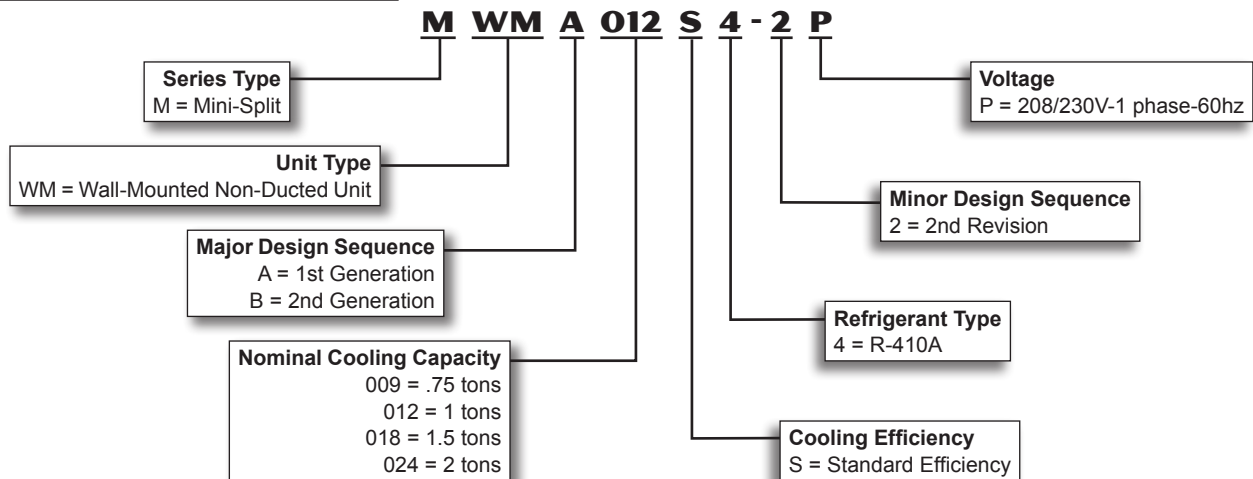 M WM A 012 S 4 - 2 P
Series Type
M = Mini-Split
Unit Type
WM = Wall-Mounted Non-Ducted Unit
Major Design Sequence
A = 1st Generation
B = 2nd Generation
Nominal Cooling Capacity
009 = .75 tons
012 = 1 tons
018 = 1.5 tons
024 = 2 tons
Voltage
P = 208/230V-1 phase-60hz
Minor Design Sequence
2 = 2nd Revision
Refrigerant Type
4 = R-410A
Cooling Efficiency
S = Standard Efficiency